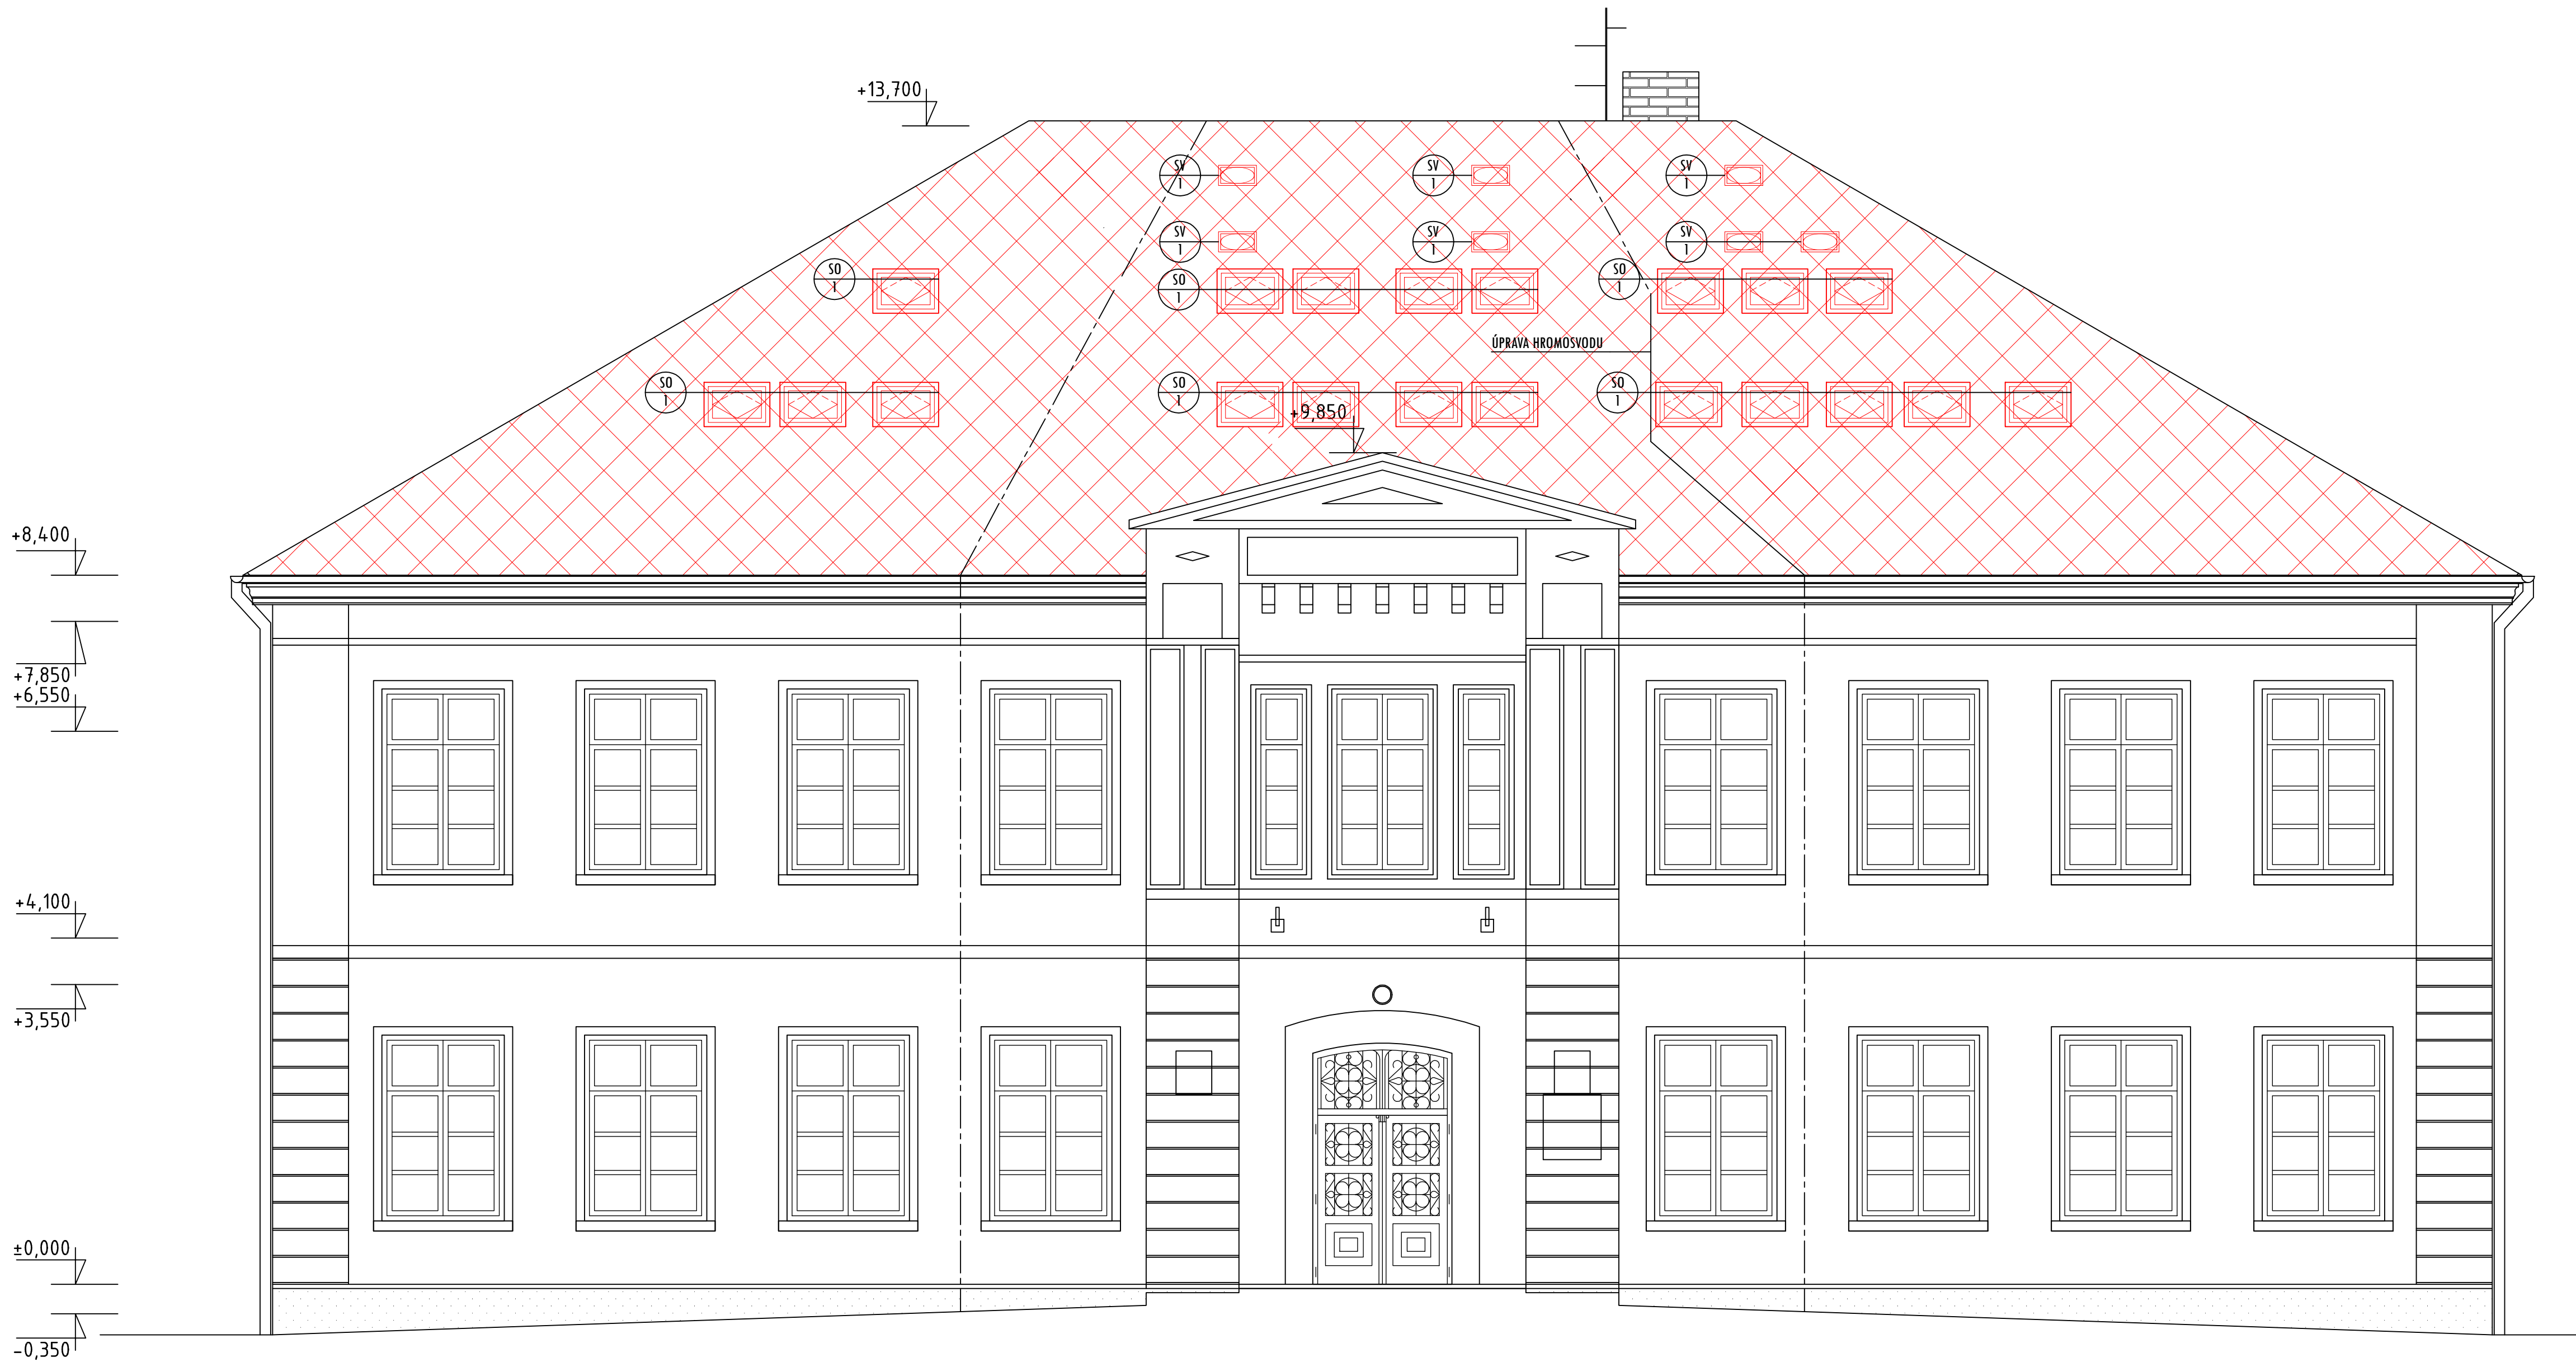 +13,700
SV
1
SV
1
SV
1
SV
1
SV
1
SV
1
SO
1
SO
1
SO
1
ÚPRAVA HROMOSVODU
SO
1
SO
1
SO
1
+9,850
+8,400
+7,850
+6,550
+4,100
+3,550
±0,000
-0,350